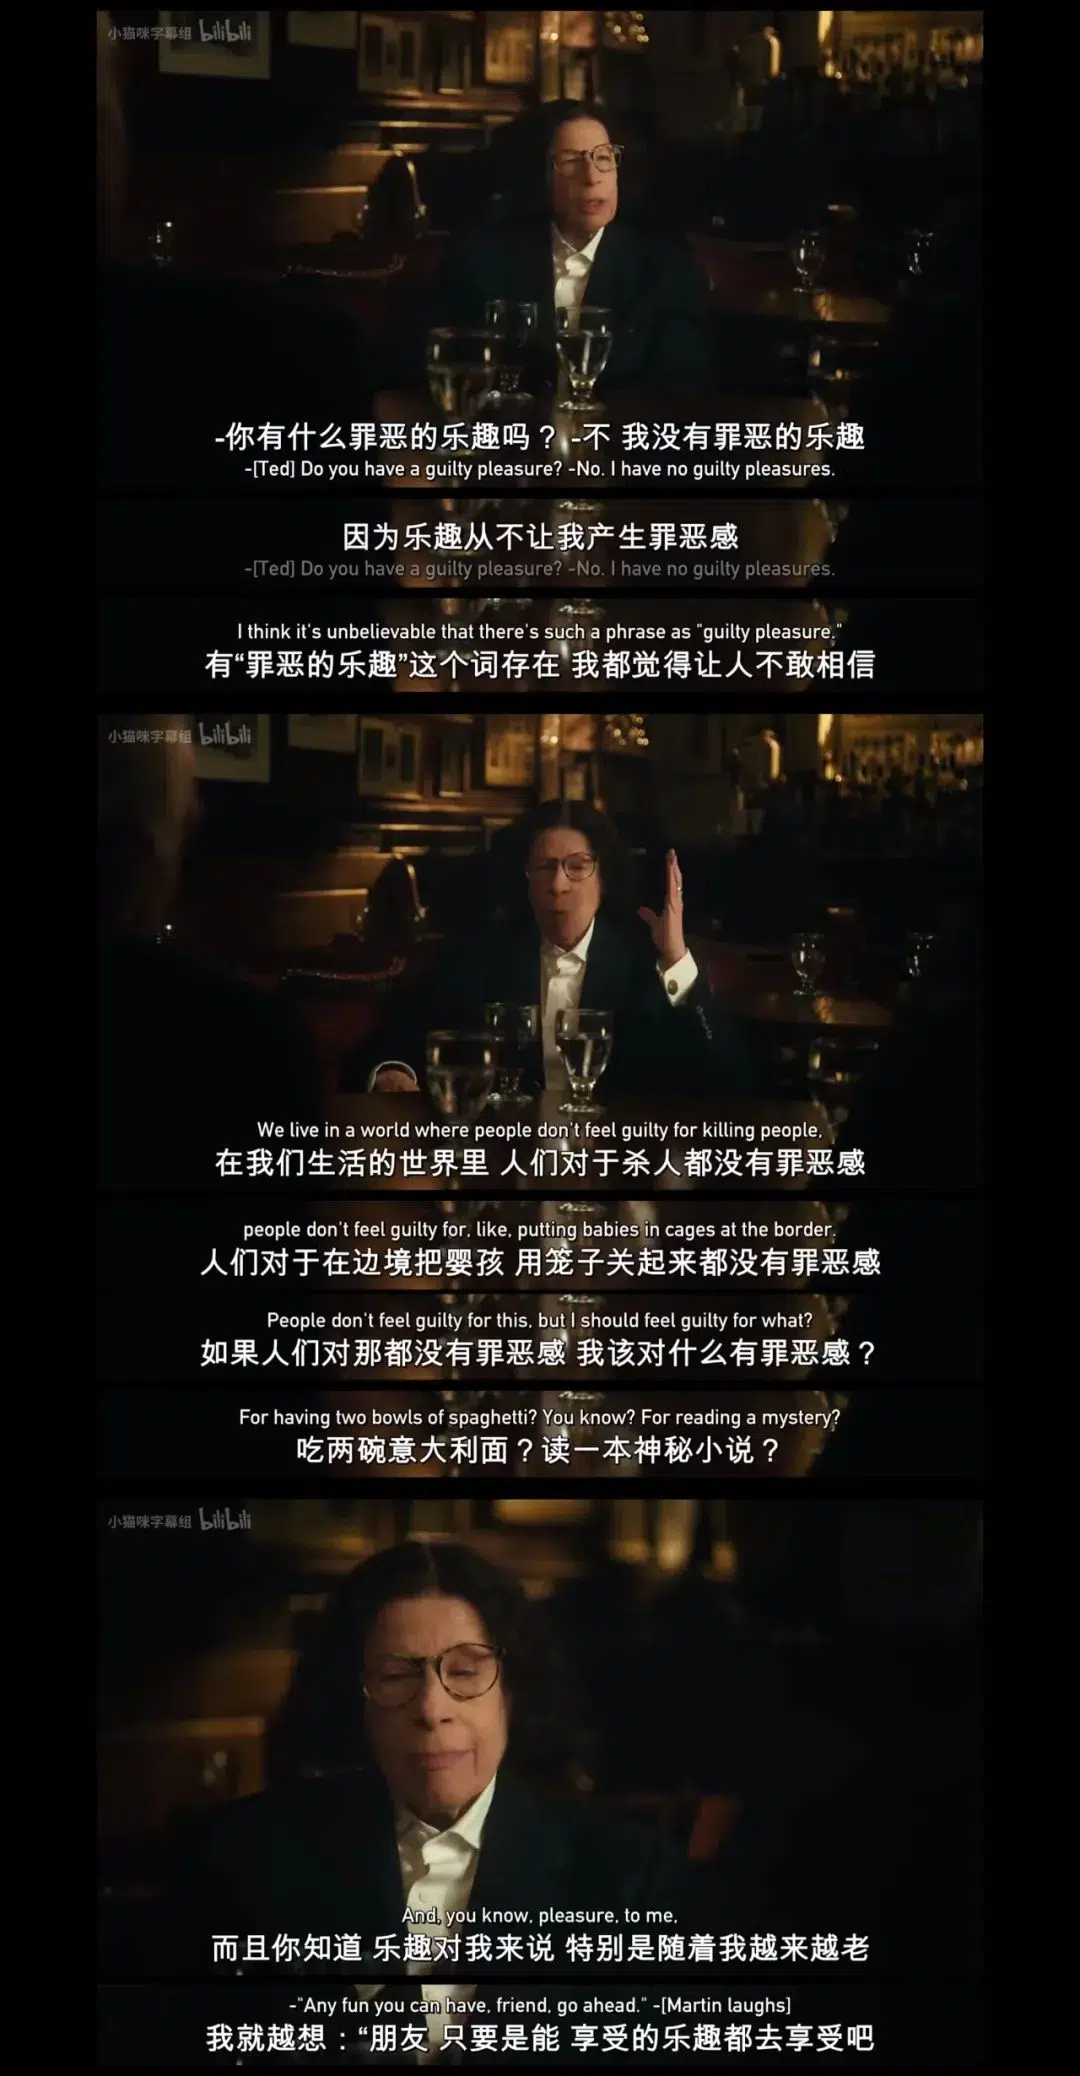 小猫咪字幕组 bilibili
-你有什么罪恶的乐趣吗？ -不 我没有罪恶的乐趣
-[Ted] Do you have a guilty pleasure? -No. I have no guilty pleasures.
因为乐趣从不让我产生罪恶感
-[Ted] Do you have a guilty pleasure? -No. I have no guilty pleasures.
I think it's unbelievable that there's such a phrase as "guilty pleasure."
有“罪恶的乐趣”这个词存在 我都觉得让人不敢相信
小猫咪字幕组 bilibili
We live in a world where people don't feel guilty for killing people,
在我们生活的世界里 人们对于杀人都没有罪恶感
people don't feel guilty for, like, putting babies in cages at the border.
人们对于在边境把婴孩 用笼子关起来都没有罪恶感
People don't feel guilty for this, but I should feel guilty for what?
如果人们对那都没有罪恶感 我该对什么有罪恶感？
For having two bowls of spaghetti? You know? For reading a mystery?
吃两碗意大利面？读一本神秘小说？
小猫咪字幕组 bilibili
And, you know, pleasure, to me,
而且你知道 乐趣对我来说 特别是随着我越来越老
-"Any fun you can have, friend, go ahead." -[Martin laughs]
我就越想：“朋友 只要是能 享受的乐趣都去享受吧